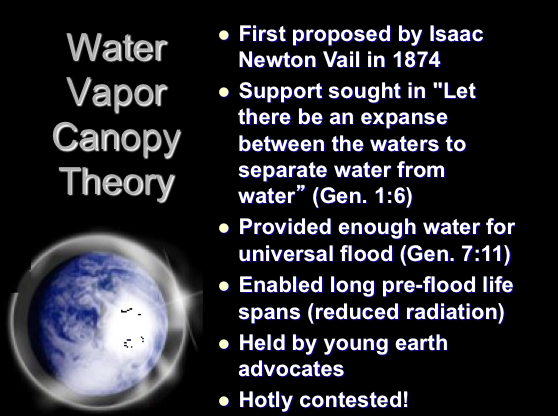 Water
Vapor
Canopy
Theory
• First proposed by Isaac
Newton Vail in 1874
• Support sought in "Let
there be an expanse
between the waters to
separate water from
water” (Gen. 1:6)
• Provided enough water for
universal flood (Gen. 7:11)
• Enabled long pre-flood life
spans (reduced radiation)
• Held by young earth
advocates
• Hotly contested!